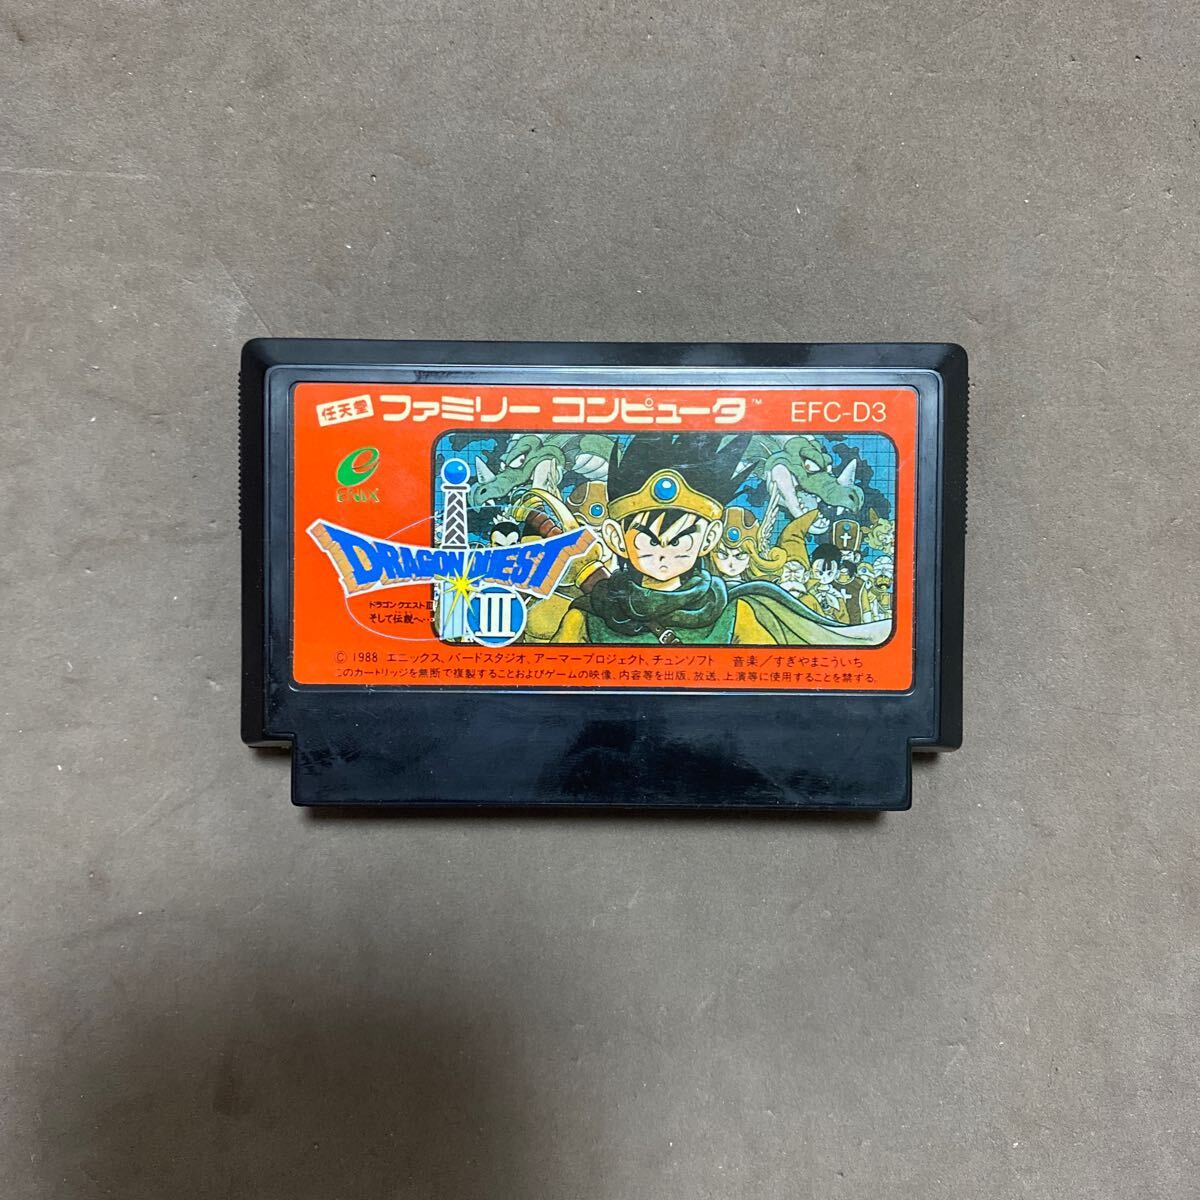 任天堂 ファミリー コンピュータ™ EFC-D3
e
ENIX
DRAGON QUEST
III
ドラゴンクエストIII
そして伝説へ…
© 1988 エニックス、バードスタジオ、アーマープロジェクト、チュンソフト 音楽/すぎやまこういち
このカートリッジを無断で複製することおよびゲームの映像、内容等を出版、放送、上演等に使用することを禁ずる。